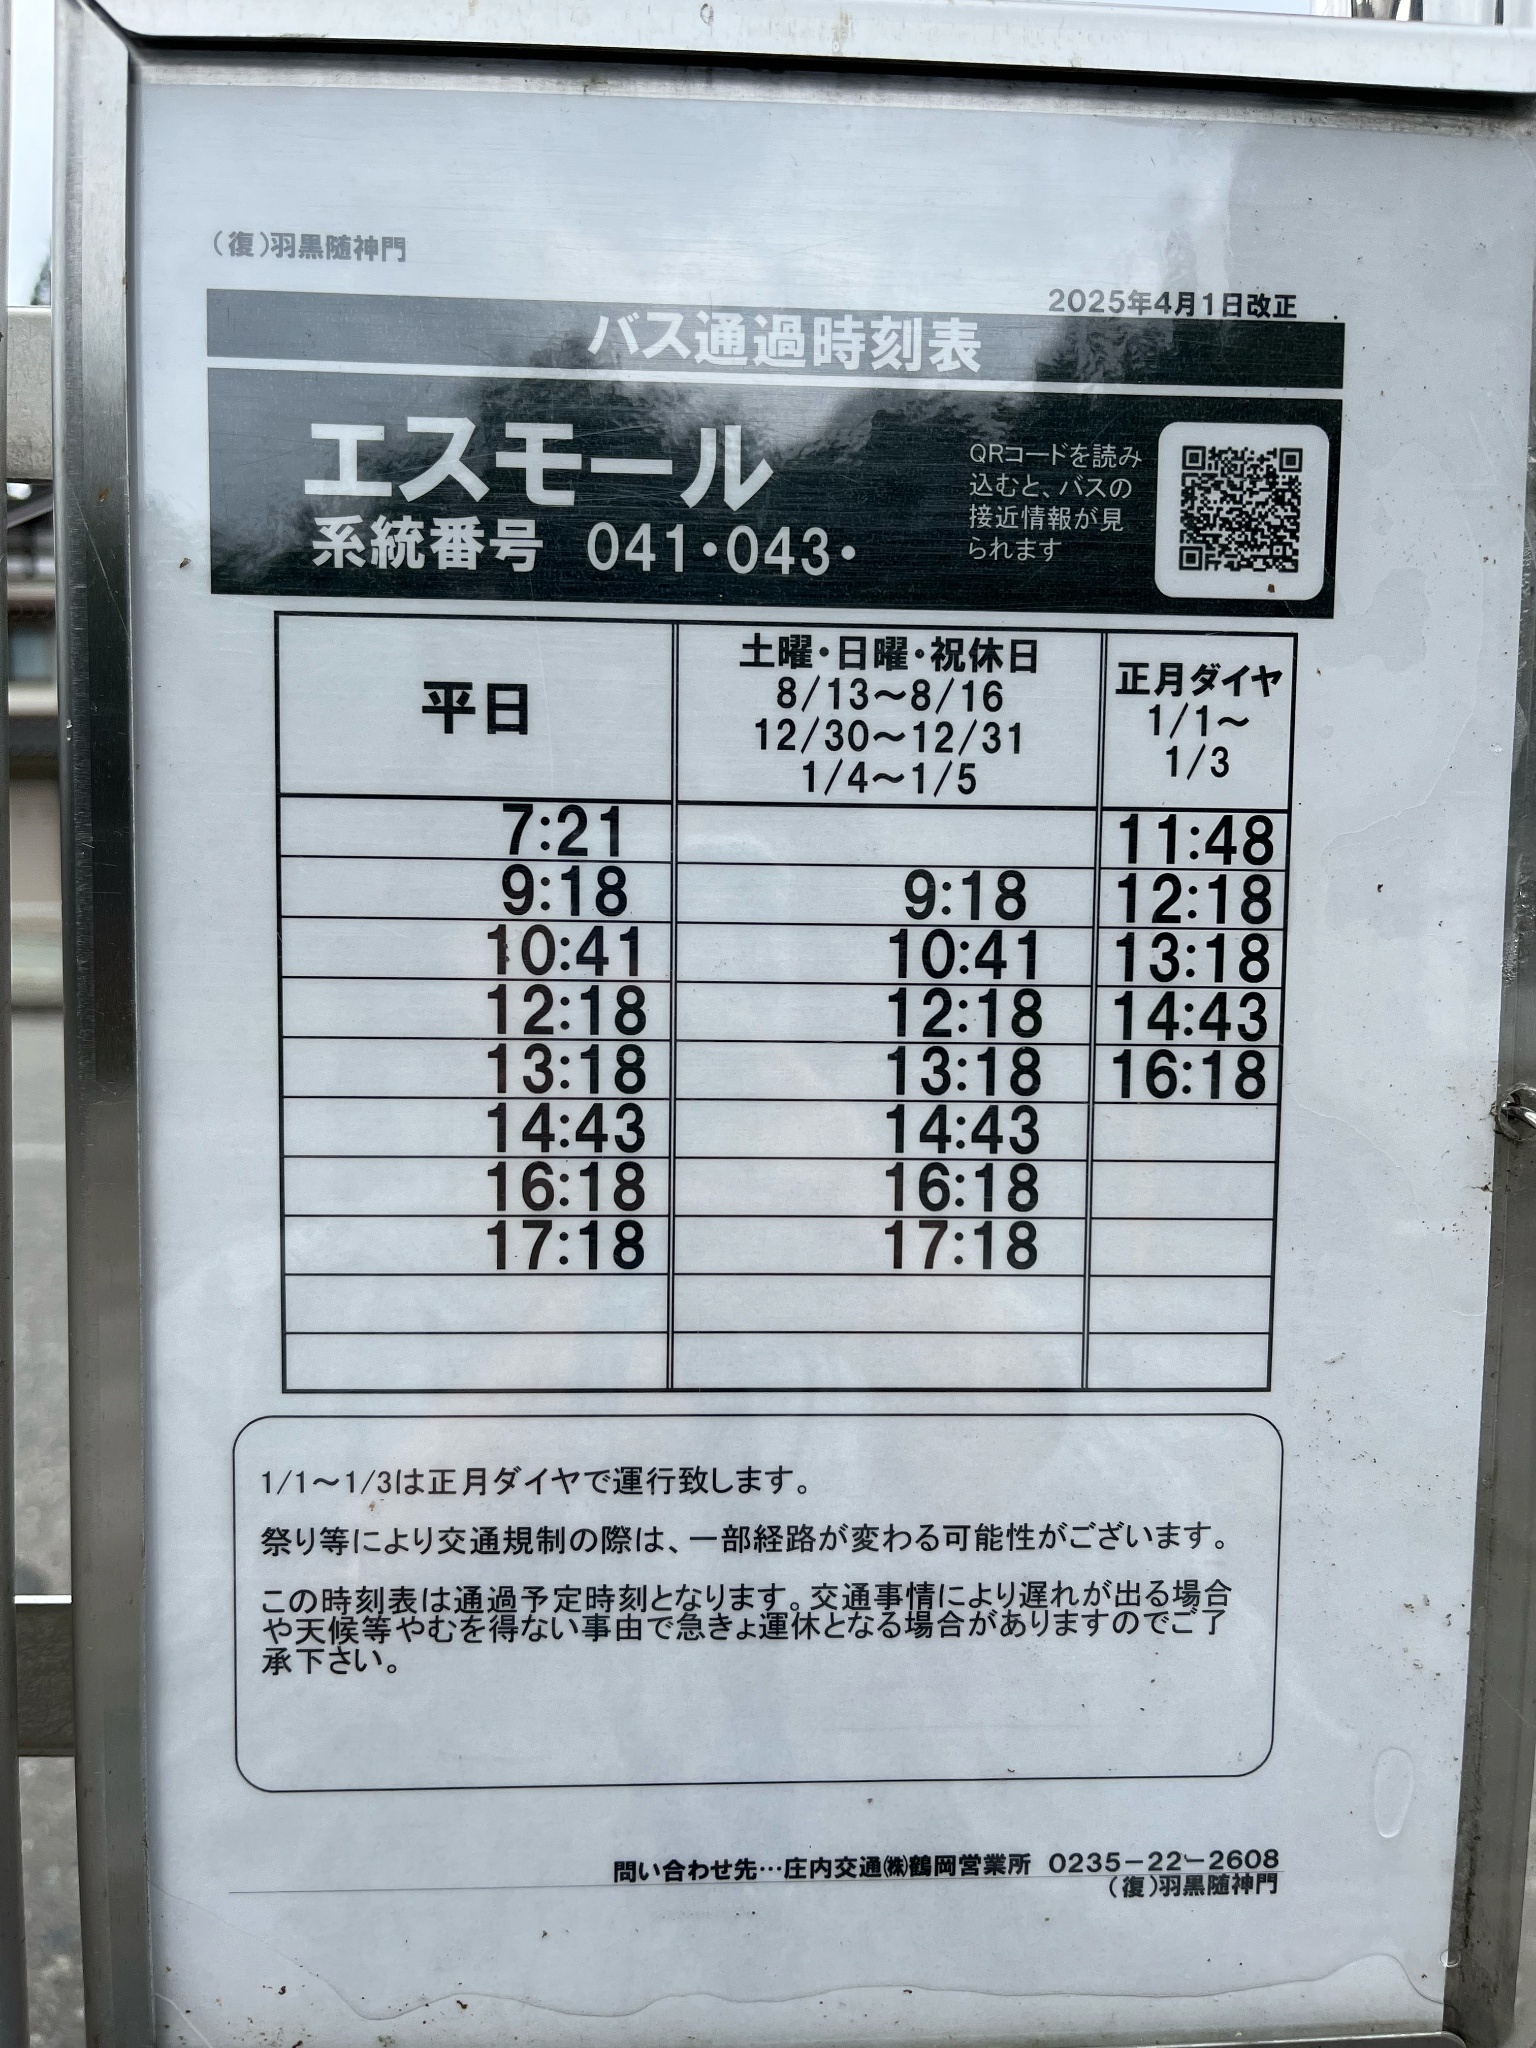 （復）羽黒随神門
2025年4月1日改正
バス通過時刻表
エスモール
系統番号 041・043・
QRコードを読み
込むと、バスの
接近情報が見
られます
平日
土曜・日曜・祝休日
8/13～8/16
12/30～12/31
1/4～1/5
正月ダイヤ
1/1～
1/3
7:21 11:48
9:18 9:18 12:18
10:41 10:41 13:18
12:18 12:18 14:43
13:18 13:18 16:18
14:43 14:43
16:18 16:18
17:18 17:18
1/1～1/3は正月ダイヤで運行致します。
祭り等により交通規制の際は、一部経路が変わる可能性がございます。
この時刻表は通過予定時刻となります。交通事情により遅れが出る場合
や天候等やむを得ない事由で急きょ運休となる場合がありますのでご了
承下さい。
問い合わせ先…庄内交通㈱鶴岡営業所 0235－22－2608
（復）羽黒随神門